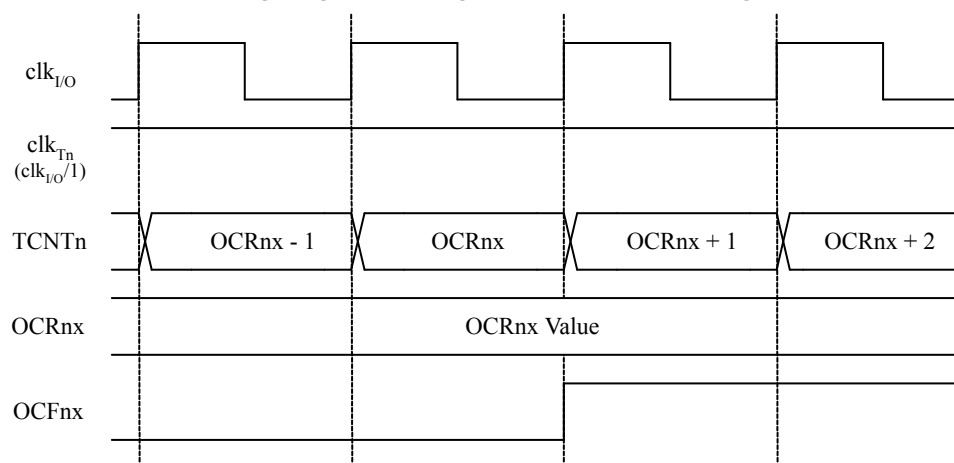 clkI/O
clkTn
(clkI/O/1)
TCNTn OCRnx - 1 OCRnx OCRnx + 1 OCRnx + 2
OCRnx OCRnx Value
OCFnx